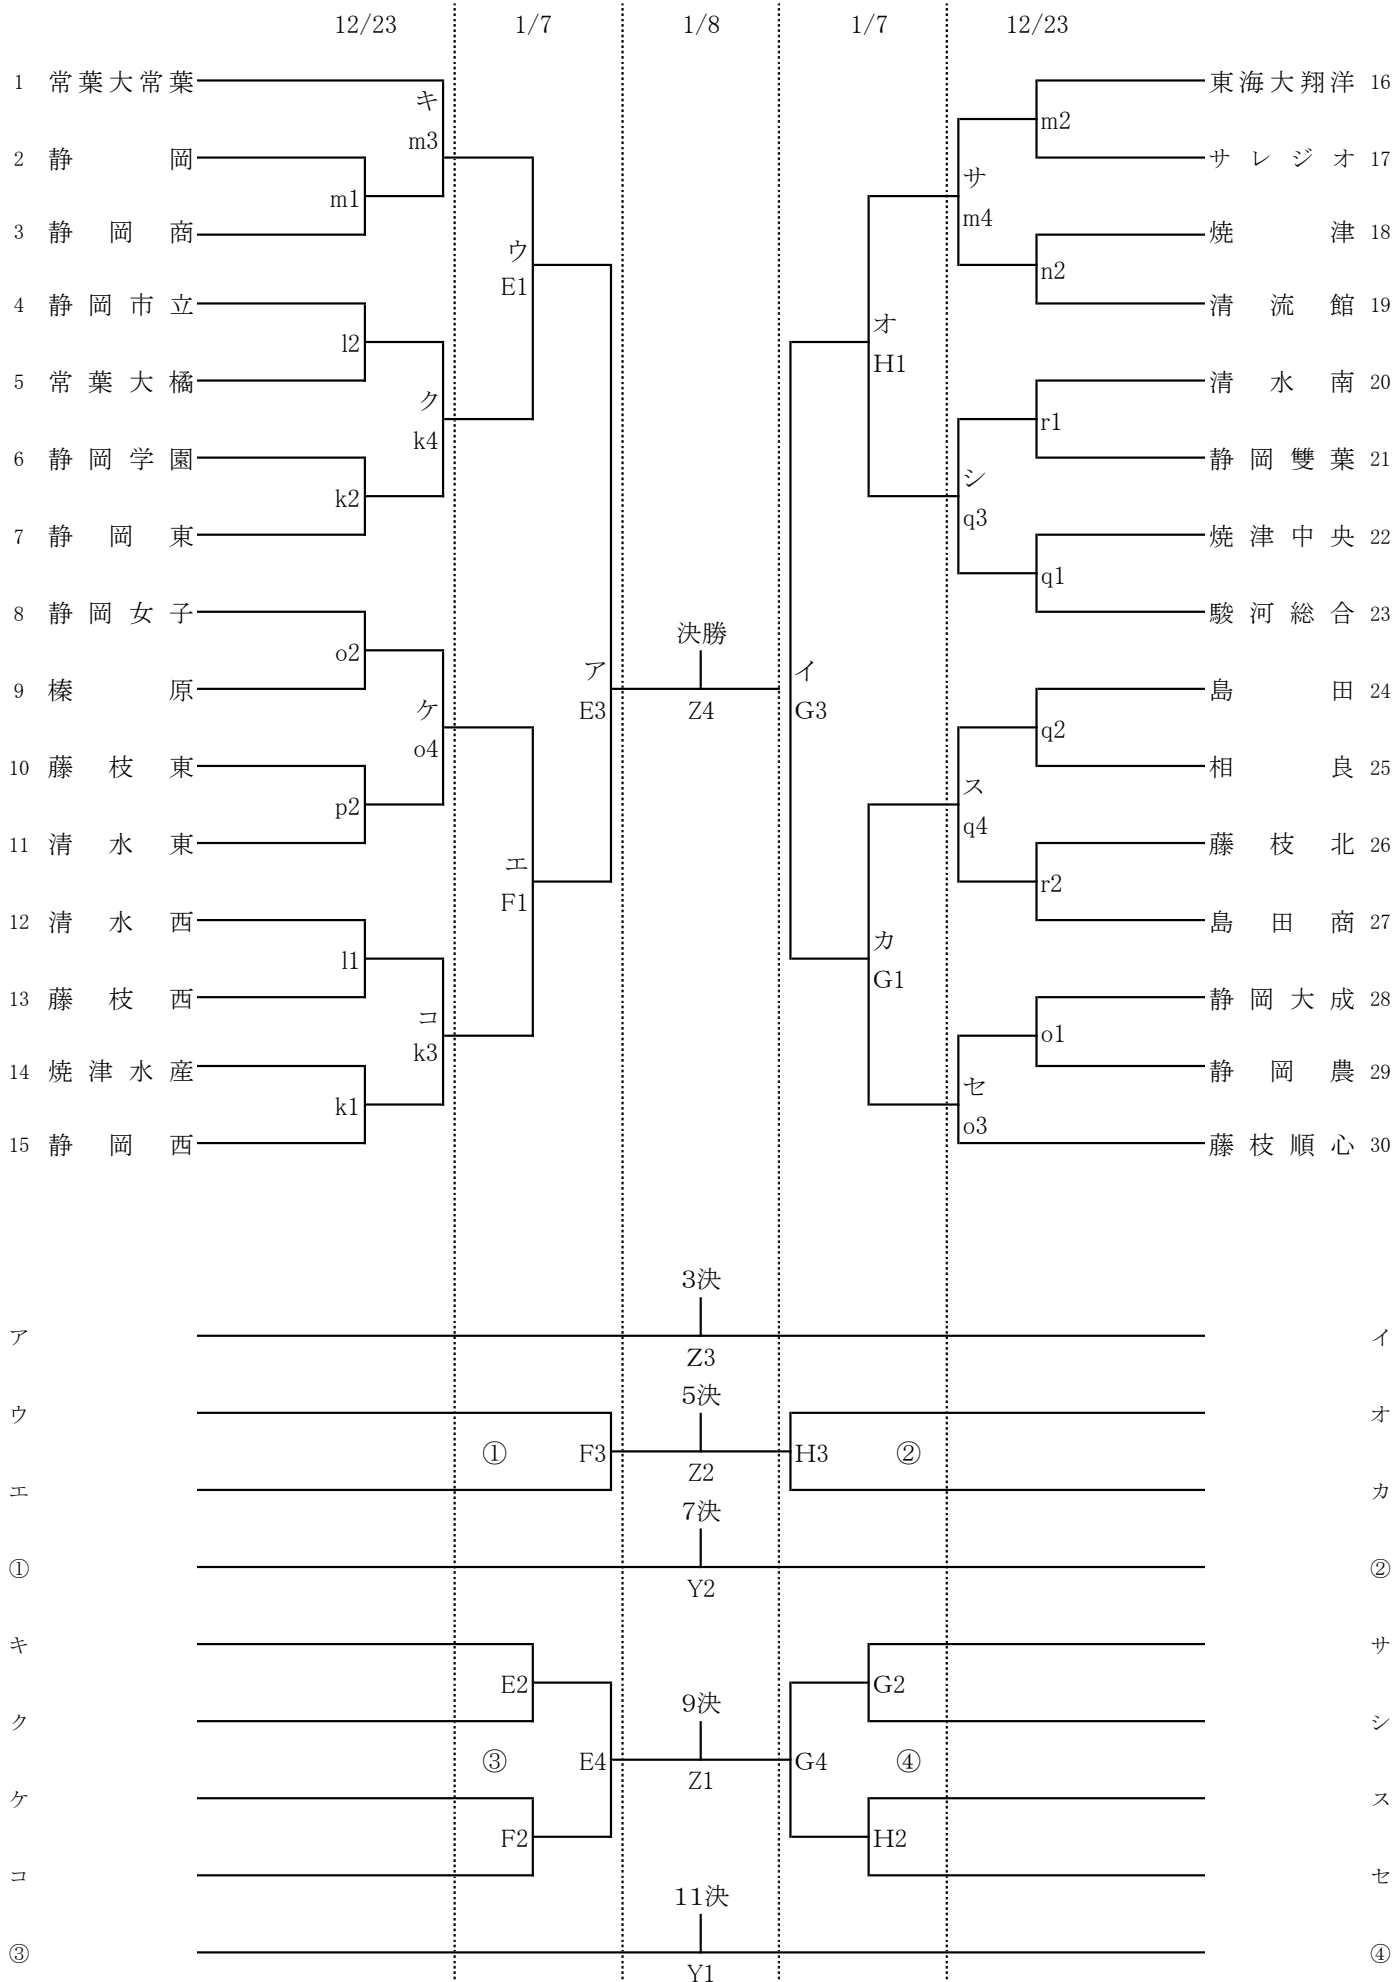 12/23 1/7 1/8 1/7 12/23
1 常葉大常葉 東海大翔洋 16
キ
m3 m2
2 静岡 サレジオ 17
サ
m1 m4
3 静岡商 焼津 18
ウ
E1 n2
4 静岡市立 清流館 19
オ
l2 H1
5 常葉大橘 清水南 20
ク
k4 r1
6 静岡学園 静岡雙葉 21
シ
k2 q3
7 静岡東 焼津中央 22
q1
8 静岡女子 駿河総合 23
決勝
o2
ア イ
9 榛原 島田 24
ケ E3 Z4 G3
o4 q2
10 藤枝東 相良 25
ス
p2 q4
11 清水東 藤枝北 26
エ
F1 r2
12 清水西 島田商 27
カ
l1 G1
13 藤枝西 静岡大成 28
コ
k3 o1
14 焼津水産 静岡農 29
セ
k1 o3
15 静岡西 藤枝順心 30
3決
ア イ
Z3
5決
ウ オ
① F3 H3 ②
Z2
エ カ
7決
① ②
Y2
キ サ
E2 G2
9決
ク シ
③ E4 G4 ④
Z1
ケ ス
F2 H2
コ セ
11決
③ ④
Y1